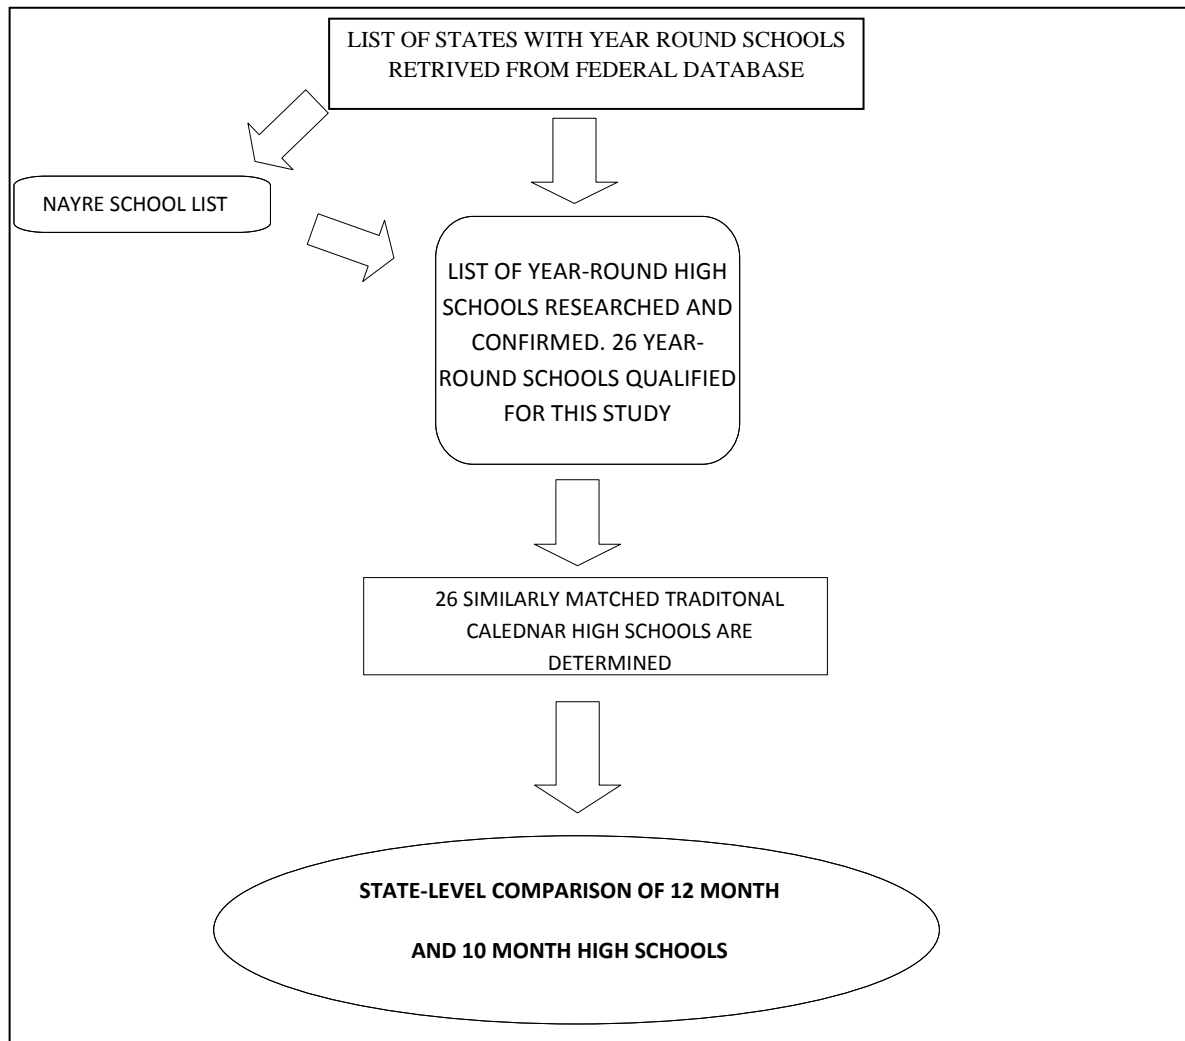 LIST OF STATES WITH YEAR ROUND SCHOOLS
RETRIVED FROM FEDERAL DATABASE
NAYRE SCHOOL LIST
LIST OF YEAR-ROUND HIGH
SCHOOLS RESEARCHED AND
CONFIRMED. 26 YEAR-
ROUND SCHOOLS QUALIFIED
FOR THIS STUDY
26 SIMILARLY MATCHED TRADITONAL
CALEDNAR HIGH SCHOOLS ARE
DETERMINED
STATE-LEVEL COMPARISON OF 12 MONTH
AND 10 MONTH HIGH SCHOOLS